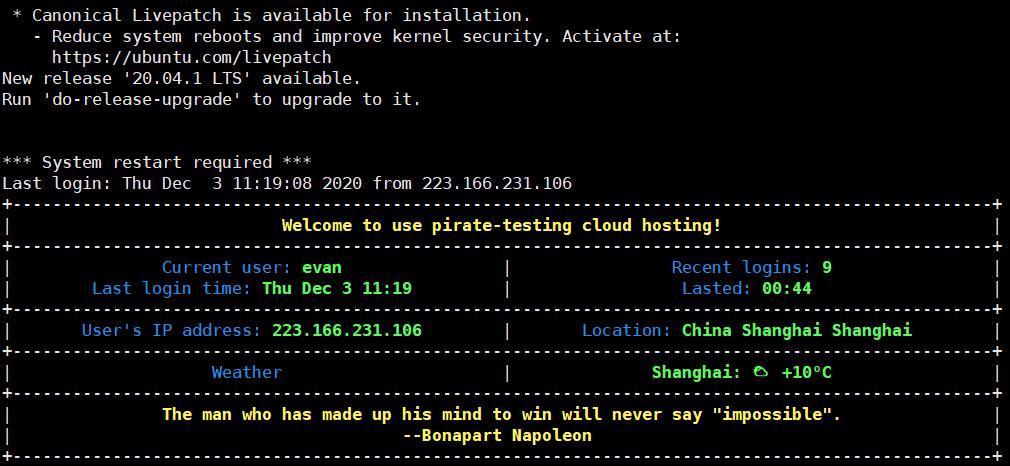 * Canonical Livepatch is available for installation.
- Reduce system reboots and improve kernel security. Activate at:
https://ubuntu.com/livepatch
New release '20.04.1 LTS' available.
Run 'do-release-upgrade' to upgrade to it.
*** System restart required ***
Last login: Thu Dec  3 11:19:08 2020 from 223.166.231.106
Welcome to use pirate-testing cloud hosting!
Current user: evan | Recent logins: 9
Last login time: Thu Dec 3 11:19 | Lasted: 00:44
User's IP address: 223.166.231.106 | Location: China Shanghai Shanghai
Weather | Shanghai: 🌥 +10°C
The man who has made up his mind to win will never say "impossible".
--Bonapart Napoleon